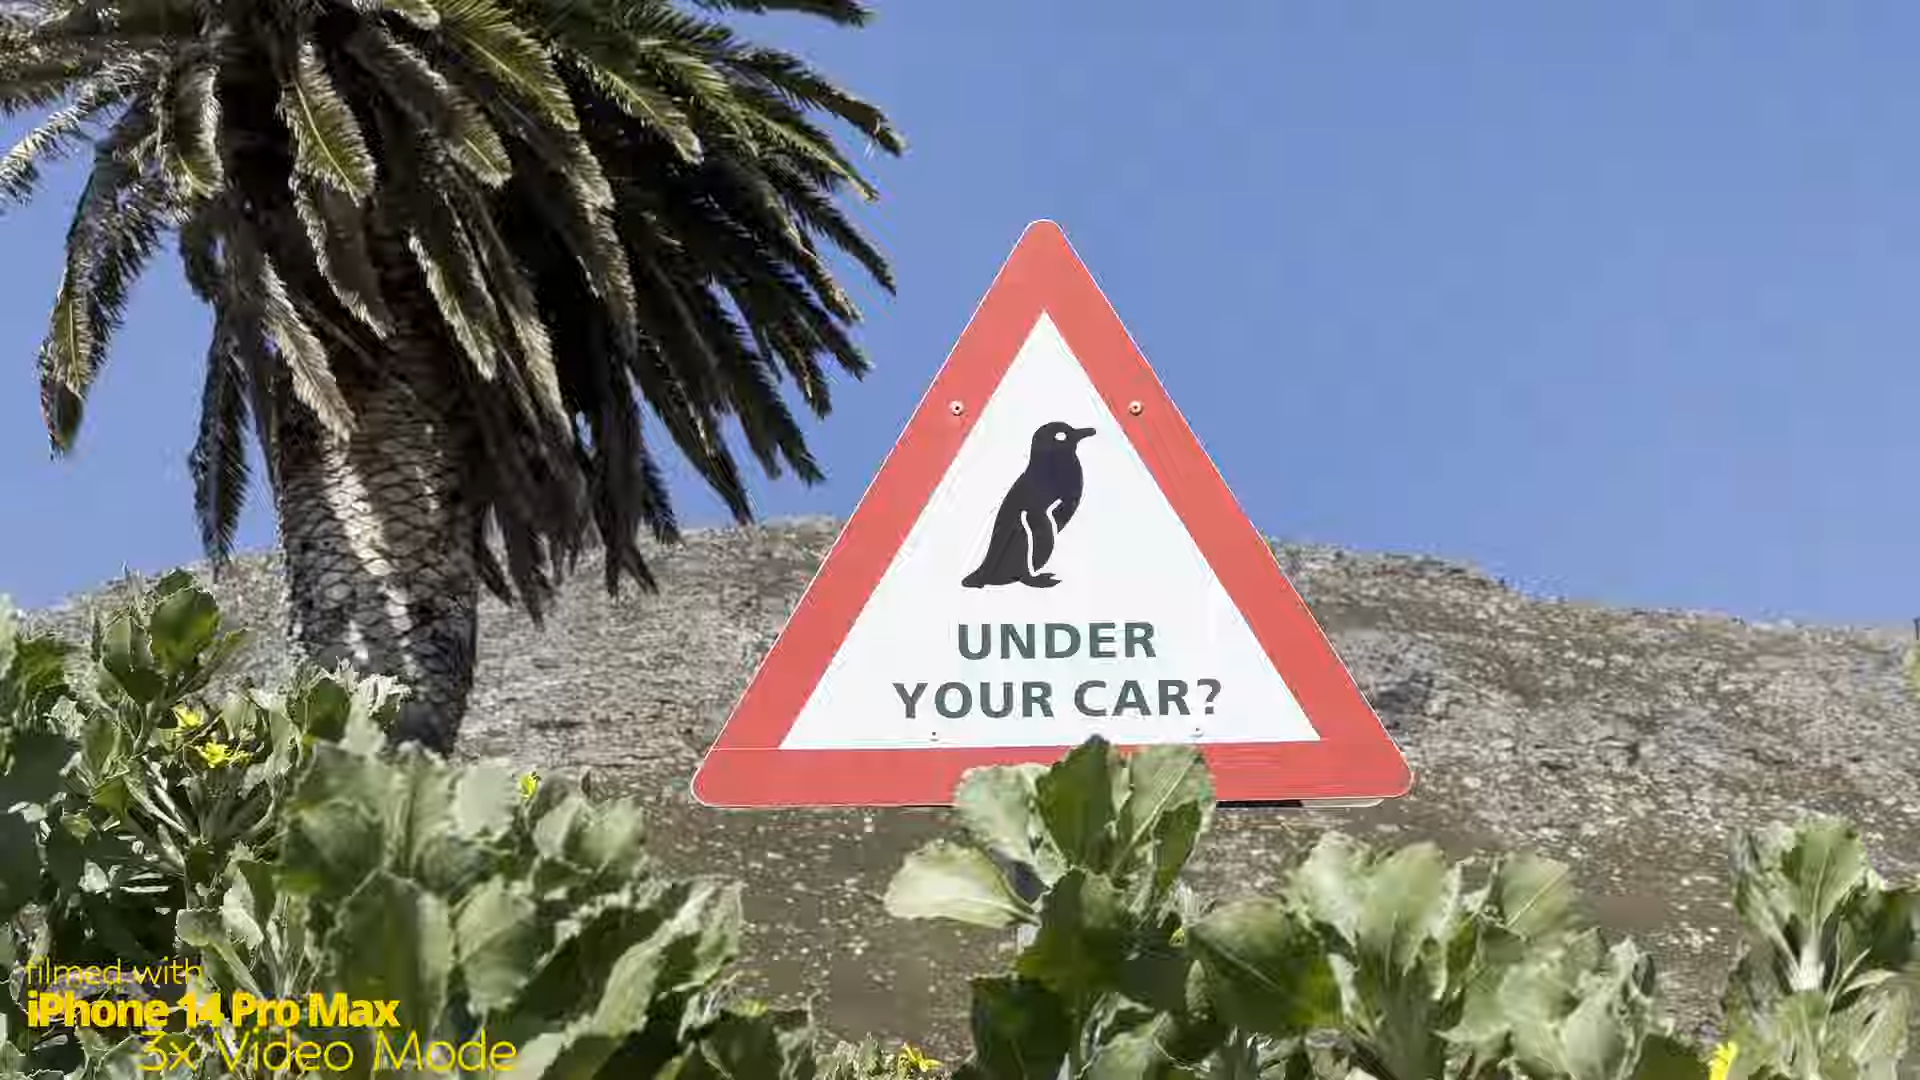 UNDER
YOUR CAR?
filmed with
iPhone 14 Pro Max
3x Video Mode